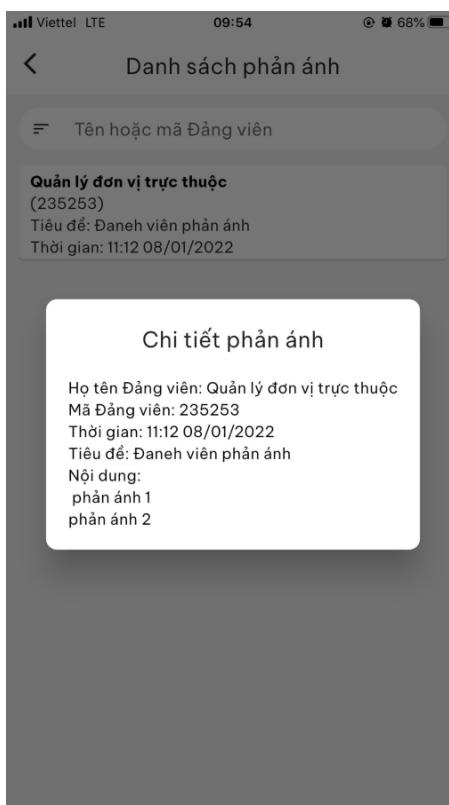 Viettel LTE 09:54 68%
Danh sách phản ánh
Tên hoặc mã Đảng viên
Quản lý đơn vị trực thuộc
(235253)
Tiêu đề: Đaneh viên phản ánh
Thời gian: 11:12 08/01/2022
Chi tiết phản ánh
Họ tên Đảng viên: Quản lý đơn vị trực thuộc
Mã Đảng viên: 235253
Thời gian: 11:12 08/01/2022
Tiêu đề: Đaneh viên phản ánh
Nội dung:
phản ánh 1
phản ánh 2